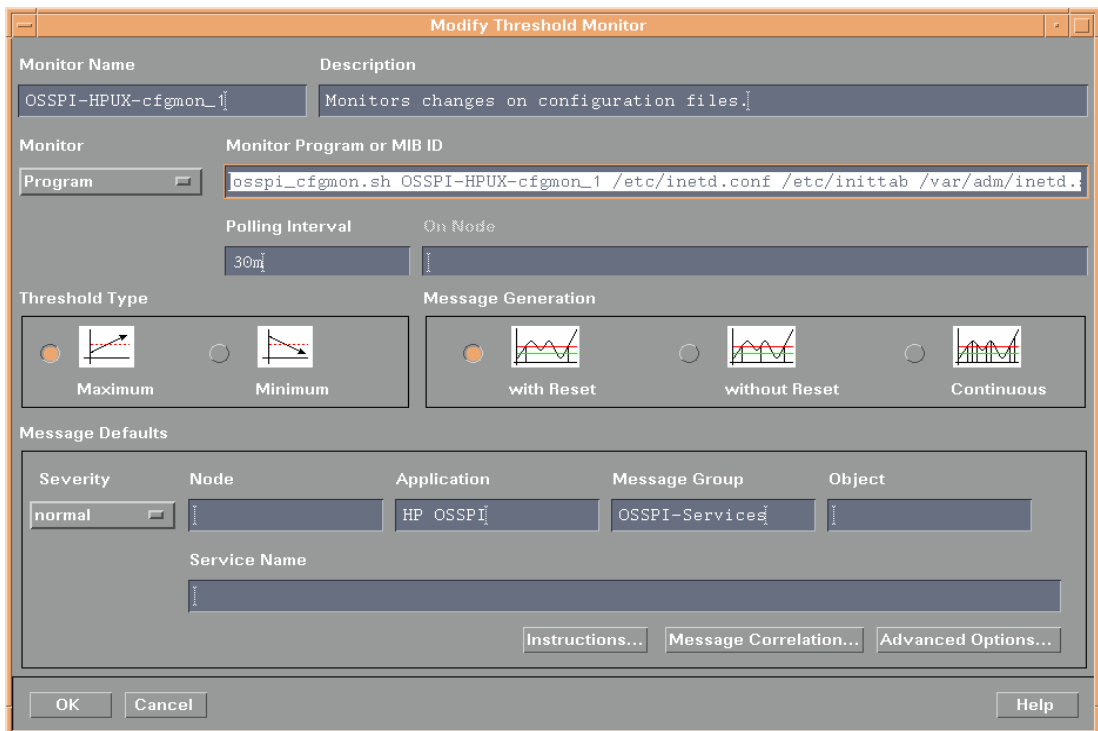 Modify Threshold Monitor
Monitor Name Description
OSSPI-HPUX-cfgmon_1 Monitors changes on configuration files.
Monitor Monitor Program or MIB ID
Program osspi_cfgmon.sh OSSPI-HPUX-cfgmon_1 /etc/inetd.conf /etc/inittab /var/adm/inetd.
Polling Interval On Node
30m
Threshold Type Message Generation
Maximum Minimum with Reset without Reset Continuous
Message Defaults
Severity Node Application Message Group Object
normal HP OSSPI OSSPI-Services
Service Name
Instructions... Message Correlation... Advanced Options...
OK Cancel Help